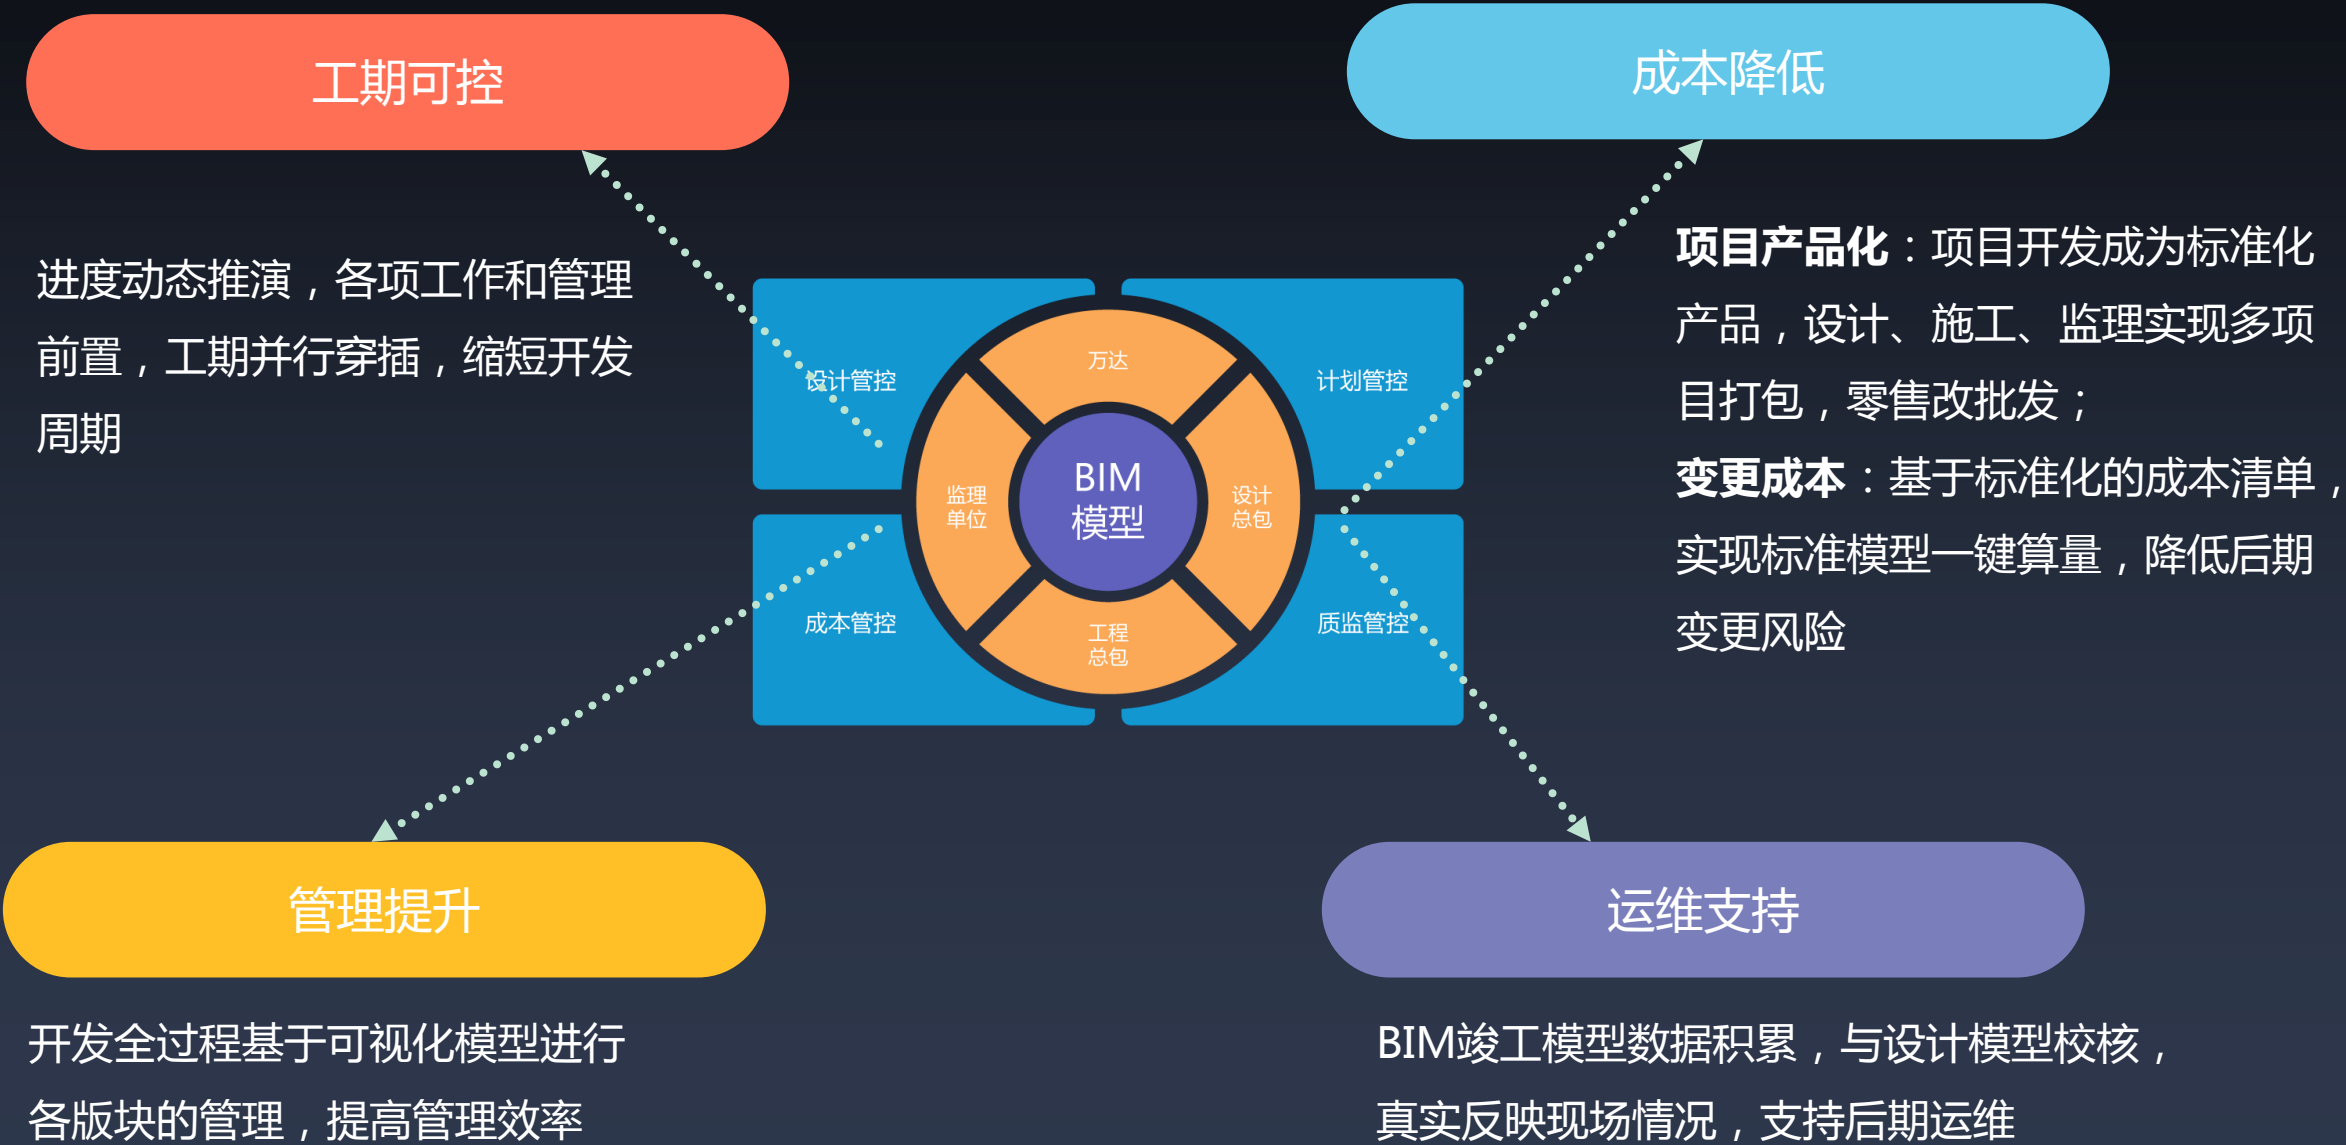 工期可控
进度动态推演，各项工作和管理
前置，工期并行穿插，缩短开发
周期
成本降低
项目产品化：项目开发成为标准化
产品，设计、施工、监理实现多项
目打包，零售改批发；
变更成本：基于标准化的成本清单，
实现标准模型一键算量，降低后期
变更风险
设计管控
万达
计划管控
监理
单位
BIM
模型
设计
总包
成本管控
工程
总包
质监管控
管理提升
开发全过程基于可视化模型进行
各版块的管理，提高管理效率
运维支持
BIM竣工模型数据积累，与设计模型校核，
真实反映现场情况，支持后期运维